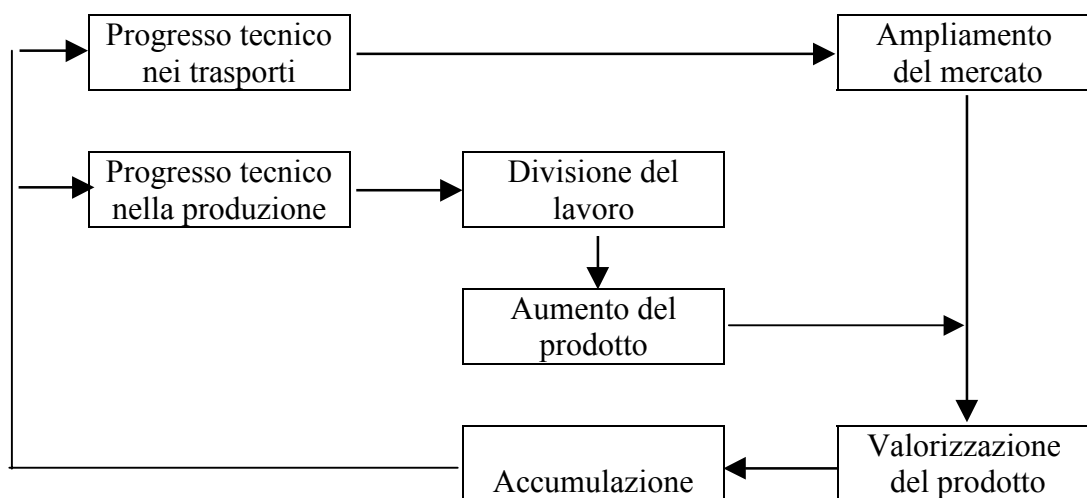 Progresso tecnico
nei trasporti
Ampliamento
del mercato
Progresso tecnico
nella produzione
Divisione del
lavoro
Aumento del
prodotto
Accumulazione
Valorizzazione
del prodotto